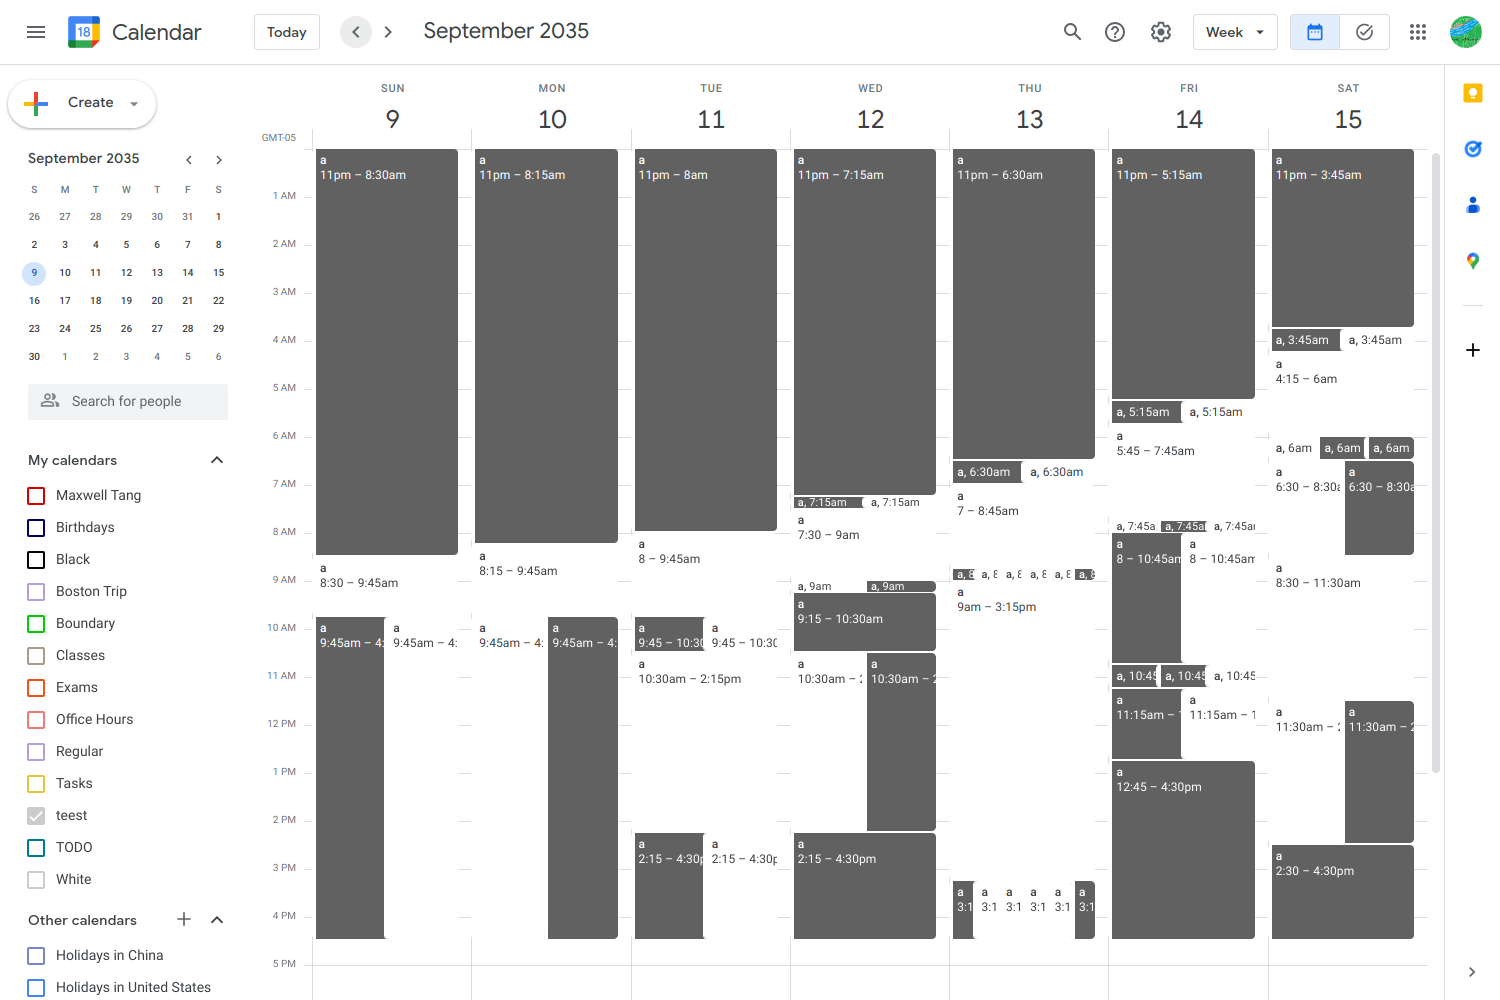 18 Calendar Today September 2035 Week
Create
September 2035
S M T W T F S
26 27 28 29 30 31 1
2 3 4 5 6 7 8
9 10 11 12 13 14 15
16 17 18 19 20 21 22
23 24 25 26 27 28 29
30 1 2 3 4 5 6
Search for people
My calendars
Maxwell Tang
Birthdays
Black
Boston Trip
Boundary
Classes
Exams
Office Hours
Regular
Tasks
teest
TODO
White
Other calendars
Holidays in China
Holidays in United States
GMT-05
1 AM
2 AM
3 AM
4 AM
5 AM
6 AM
7 AM
8 AM
9 AM
10 AM
11 AM
12 PM
1 PM
2 PM
3 PM
4 PM
5 PM
SUN
9
a
11pm – 8:30am
a
8:30 – 9:45am
a
9:45am – 4:
a
9:45am – 4:
MON
10
a
11pm – 8:15am
a
8:15 – 9:45am
a
9:45am – 4:
a
9:45am – 4:
TUE
11
a
11pm – 8am
a
8 – 9:45am
a
9:45 – 10:30
a
9:45 – 10:30
a
10:30am – 2:15pm
a
2:15 – 4:30p
a
2:15 – 4:30p
WED
12
a
11pm – 7:15am
a, 7:15am
a, 7:15am
a
7:30 – 9am
a, 9am
a, 9am
a
9:15 – 10:30am
a
10:30am – 2
a
10:30am – 2
a
2:15 – 4:30pm
THU
13
a
11pm – 6:30am
a, 6:30am
a, 6:30am
a
7 – 8:45am
a, 8
a, 8
a, 8
a, 8
a, 8
a, 8
a
9am – 3:15pm
a
3:1
a
3:1
a
3:1
a
3:1
a
3:1
a
3:1
FRI
14
a
11pm – 5:15am
a, 5:15am
a, 5:15am
a
5:45 – 7:45am
a, 7:45a
a, 7:45a
a, 7:45a
a
8 – 10:45am
a
8 – 10:45am
a, 10:45
a, 10:45
a, 10:45
a
11:15am – 1
a
11:15am – 1
a
12:45 – 4:30pm
SAT
15
a
11pm – 3:45am
a, 3:45am
a, 3:45am
a
4:15 – 6am
a, 6am
a, 6am
a, 6am
a
6:30 – 8:30a
a
6:30 – 8:30a
a
8:30 – 11:30am
a
11:30am – 2
a
11:30am – 2
a
2:30 – 4:30pm